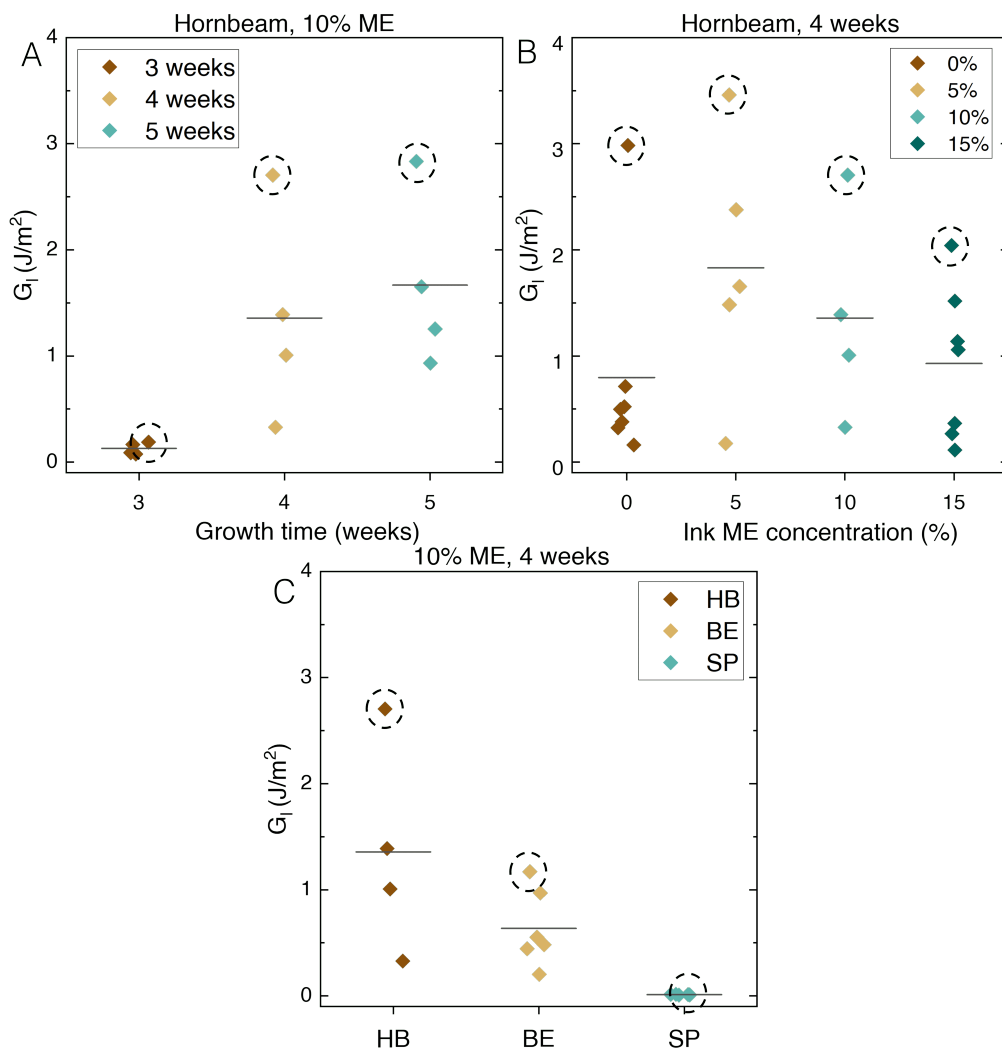 A
Hornbeam, 10% ME
3 weeks
4 weeks
5 weeks
4
3
2
1
0
G_I (J/m²)
3
4
5
Growth time (weeks)
B
Hornbeam, 4 weeks
0%
5%
10%
15%
4
3
2
1
0
G_I (J/m²)
0
5
10
15
Ink ME concentration (%)
C
10% ME, 4 weeks
HB
BE
SP
4
3
2
1
0
G_I (J/m²)
HB
BE
SP